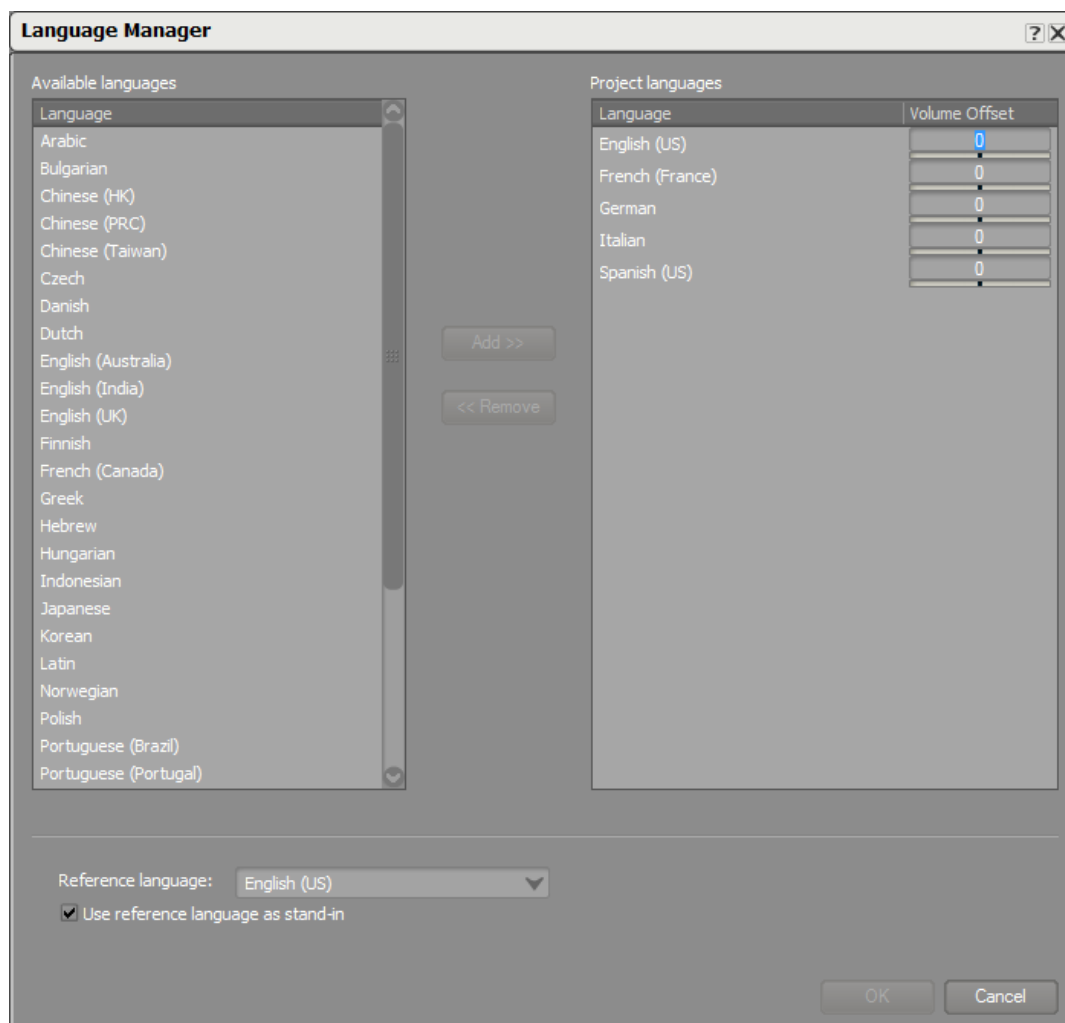 Language Manager
Available languages
Language
Arabic
Bulgarian
Chinese (HK)
Chinese (PRC)
Chinese (Taiwan)
Czech
Danish
Dutch
English (Australia)
English (India)
English (UK)
Finnish
French (Canada)
Greek
Hebrew
Hungarian
Indonesian
Japanese
Korean
Latin
Norwegian
Polish
Portuguese (Brazil)
Portuguese (Portugal)
Add >>
<< Remove
Project languages
Language Volume Offset
English (US) 0
French (France) 0
German 0
Italian 0
Spanish (US) 0
Reference language: English (US)
Use reference language as stand-in
OK Cancel